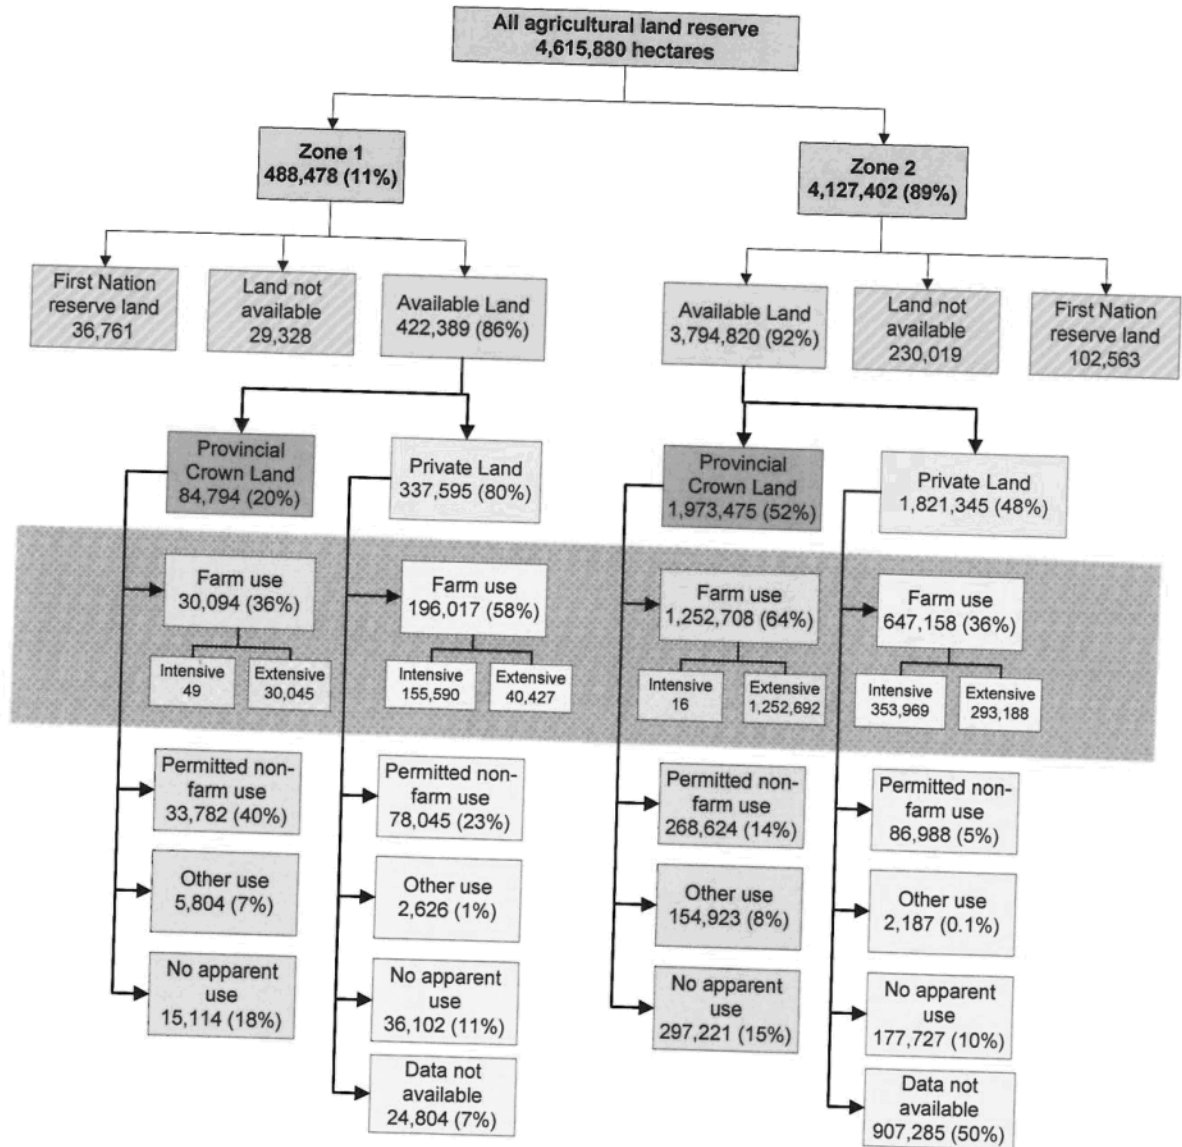 All agricultural land reserve
4,615,880 hectares
Zone 1
488,478 (11%)
Zone 2
4,127,402 (89%)
First Nation
reserve land
36,761
Land not
available
29,328
Available Land
422,389 (86%)
Available Land
3,794,820 (92%)
Land not
available
230,019
First Nation
reserve land
102,563
Provincial
Crown Land
84,794 (20%)
Private Land
337,595 (80%)
Provincial
Crown Land
1,973,475 (52%)
Private Land
1,821,345 (48%)
Farm use
30,094 (36%)
Farm use
196,017 (58%)
Farm use
1,252,708 (64%)
Farm use
647,158 (36%)
Intensive
49
Extensive
30,045
Intensive
155,590
Extensive
40,427
Intensive
16
Extensive
1,252,692
Intensive
353,969
Extensive
293,188
Permitted non-
farm use
33,782 (40%)
Permitted non-
farm use
78,045 (23%)
Permitted non-
farm use
268,624 (14%)
Permitted non-
farm use
86,988 (5%)
Other use
5,804 (7%)
Other use
2,626 (1%)
Other use
154,923 (8%)
Other use
2,187 (0.1%)
No apparent
use
15,114 (18%)
No apparent
use
36,102 (11%)
No apparent
use
297,221 (15%)
No apparent
use
177,727 (10%)
Data not
available
24,804 (7%)
Data not
available
907,285 (50%)